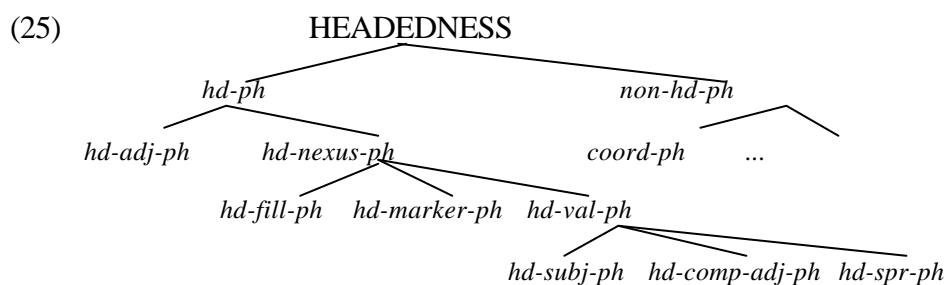 (25) HEADEDNESS
hd-ph non-hd-ph
hd-adj-ph hd-nexus-ph coord-ph ...
hd-fill-ph hd-marker-ph hd-val-ph
hd-subj-ph hd-comp-adj-ph hd-spr-ph